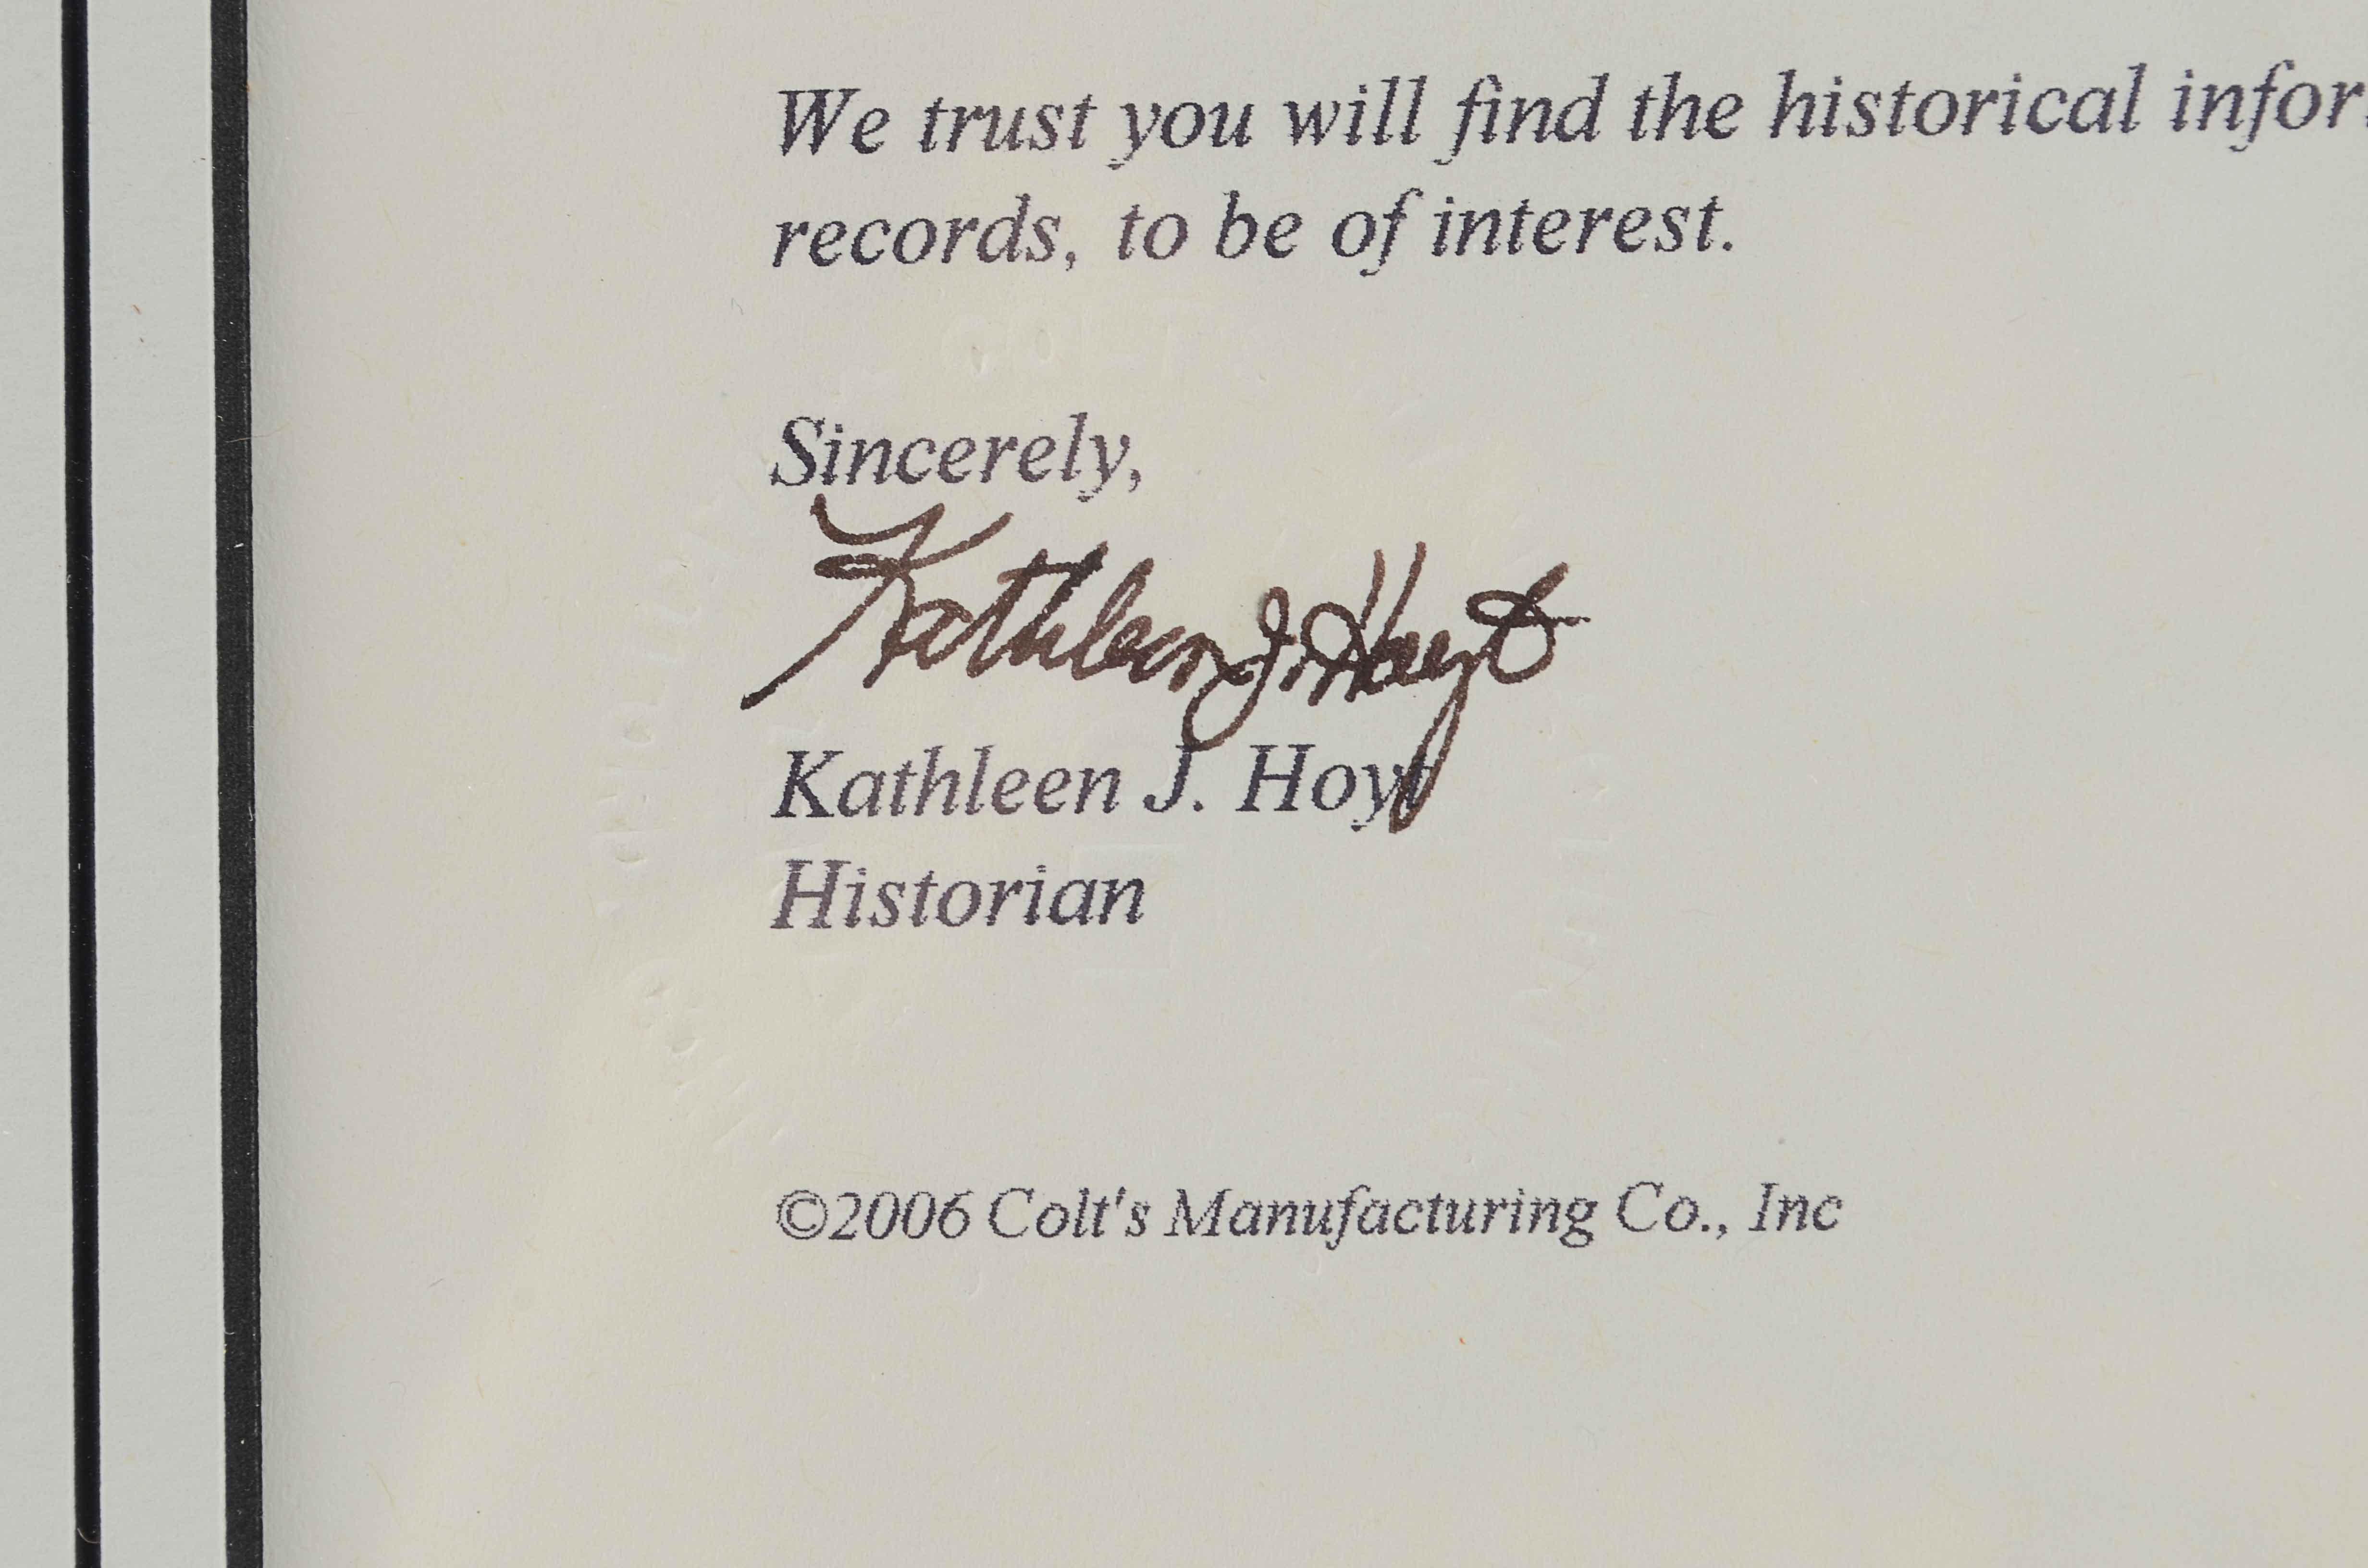 We trust you will find the historical infor
records, to be of interest.
COLT
Sincerely,
Kathleen J. Hoyt
Kathleen J. Hoyt
Historian
©2006 Colt's Manufacturing Co., Inc